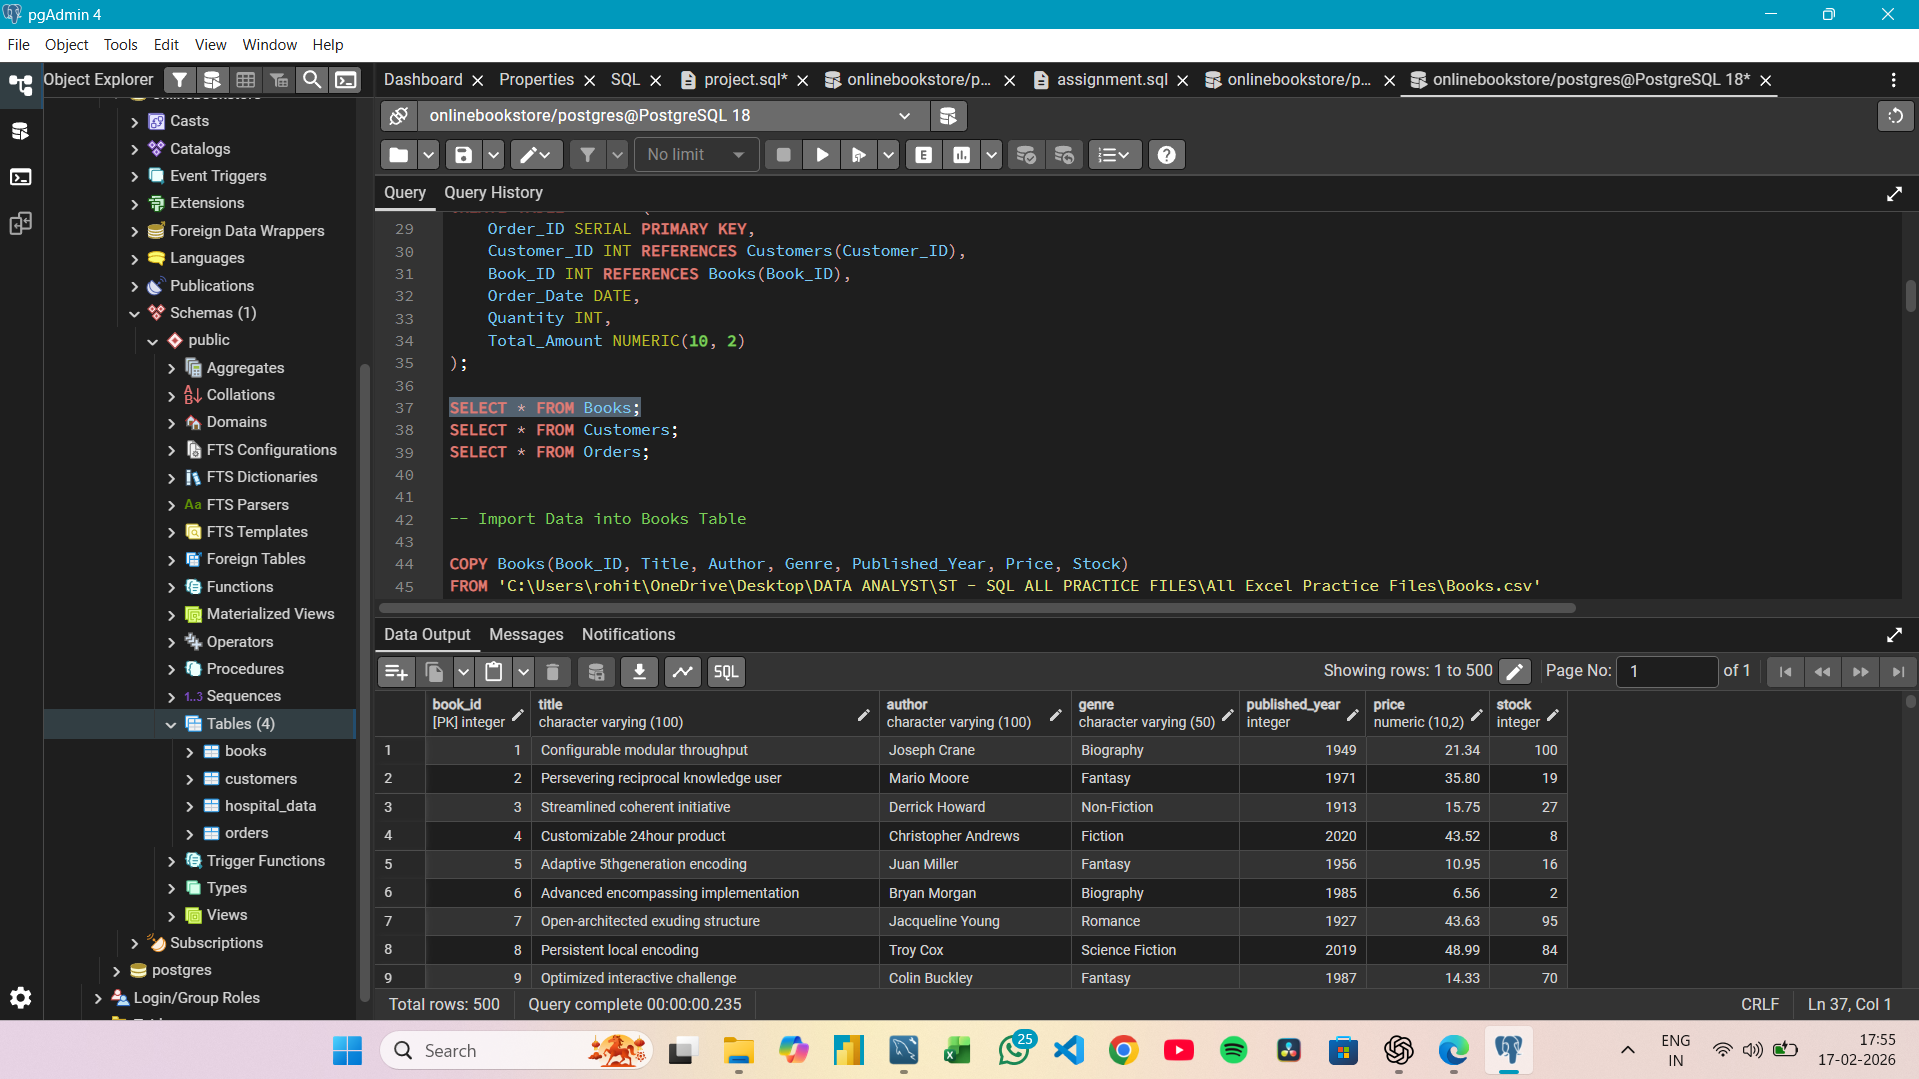 pgAdmin 4
File Object Tools Edit View Window Help
Object Explorer
Dashboard Properties SQL project.sql* onlinebookstore/p... assignment.sql onlinebookstore/p... onlinebookstore/postgres@PostgreSQL 18*
onlinebookstore/postgres@PostgreSQL 18
No limit
Query Query History
Casts
Catalogs
Event Triggers
Extensions
Foreign Data Wrappers
Languages
Publications
Schemas (1)
public
Aggregates
Collations
Domains
FTS Configurations
FTS Dictionaries
FTS Parsers
FTS Templates
Foreign Tables
Functions
Materialized Views
Operators
Procedures
1..3 Sequences
Tables (4)
books
customers
hospital_data
orders
Trigger Functions
Types
Views
Subscriptions
postgres
Login/Group Roles
29 Order_ID SERIAL PRIMARY KEY,
30 Customer_ID INT REFERENCES Customers(Customer_ID),
31 Book_ID INT REFERENCES Books(Book_ID),
32 Order_Date DATE,
33 Quantity INT,
34 Total_Amount NUMERIC(10, 2)
35 );
36
37 SELECT * FROM Books;
38 SELECT * FROM Customers;
39 SELECT * FROM Orders;
40
41
42 -- Import Data into Books Table
43
44 COPY Books(Book_ID, Title, Author, Genre, Published_Year, Price, Stock)
45 FROM 'C:\Users\rohit\OneDrive\Desktop\DATA ANALYST\ST - SQL ALL PRACTICE FILES\All Excel Practice Files\Books.csv'
Data Output Messages Notifications
SQL Showing rows: 1 to 500 Page No: 1 of 1
book_id title author genre published_year price stock
[PK] integer character varying (100) character varying (100) character varying (50) integer numeric (10,2) integer
1 1 Configurable modular throughput Joseph Crane Biography 1949 21.34 100
2 2 Persevering reciprocal knowledge user Mario Moore Fantasy 1971 35.80 19
3 3 Streamlined coherent initiative Derrick Howard Non-Fiction 1913 15.75 27
4 4 Customizable 24hour product Christopher Andrews Fiction 2020 43.52 8
5 5 Adaptive 5thgeneration encoding Juan Miller Fantasy 1956 10.95 16
6 6 Advanced encompassing implementation Bryan Morgan Biography 1985 6.56 2
7 7 Open-architected exuding structure Jacqueline Young Romance 1927 43.63 95
8 8 Persistent local encoding Troy Cox Science Fiction 2019 48.99 84
9 9 Optimized interactive challenge Colin Buckley Fantasy 1987 14.33 70
Total rows: 500 Query complete 00:00:00.235 CRLF Ln 37, Col 1
Search
25
ENG
IN
17:55
17-02-2026